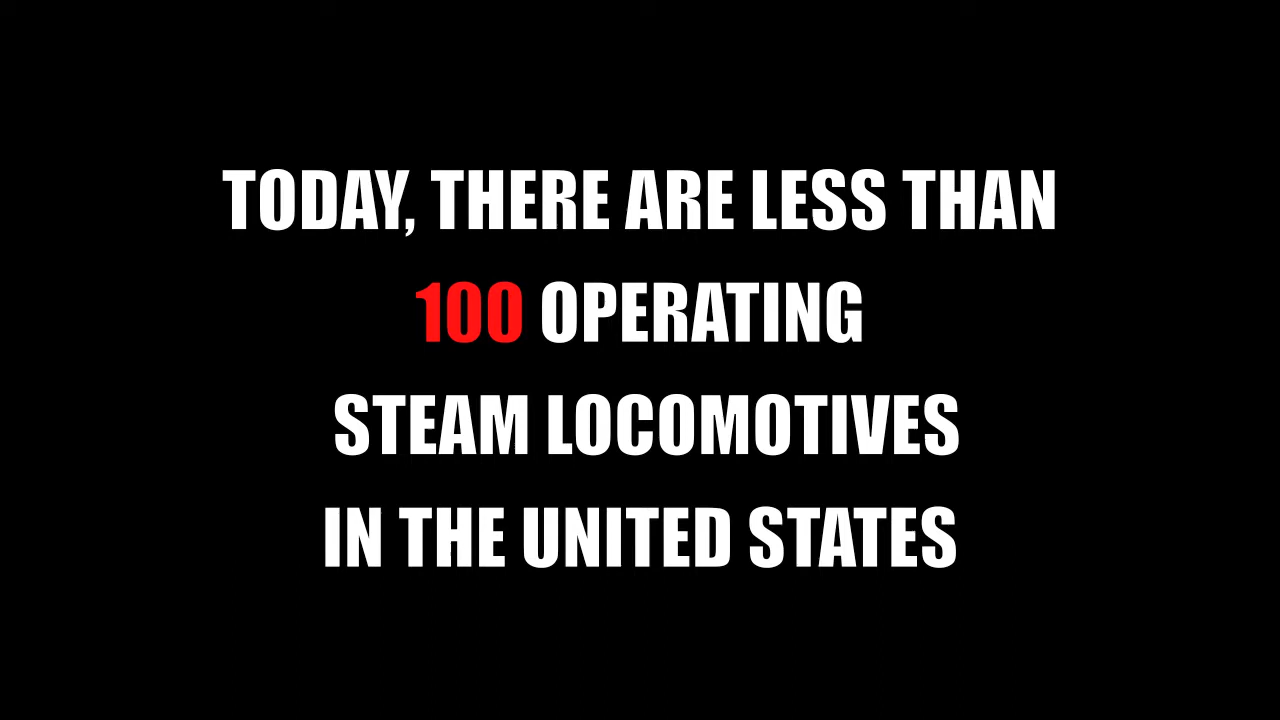 TODAY, THERE ARE LESS THAN
100 OPERATING
STEAM LOCOMOTIVES
IN THE UNITED STATES